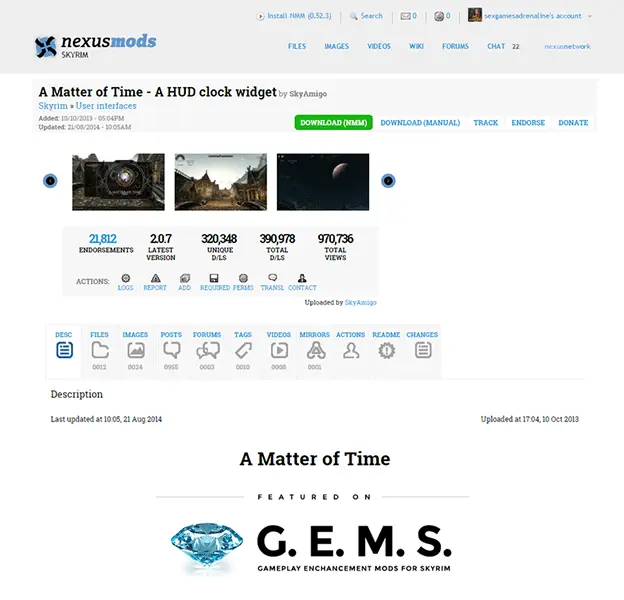 Install NMM (0.52.3) Search 0 0 sexgamesadrenaline's account
nexusmods
SKYRIM
FILES IMAGES VIDEOS WIKI FORUMS CHAT 22 nexusnetwork
A Matter of Time - A HUD clock widget by SkyAmigo
Skyrim » User interfaces
Added: 10/10/2013 - 05:04PM
Updated: 21/08/2014 - 10:05AM
DOWNLOAD (NMM) DOWNLOAD (MANUAL) TRACK ENDORSE DONATE
21,812 2.0.7 320,348 390,978 970,736
ENDORSEMENTS LATEST UNIQUE TOTAL TOTAL
VERSION D/LS D/LS VIEWS
ACTIONS: LOGS REPORT ADD REQUIRED PERMS TRANSL CONTACT
Uploaded by SkyAmigo
DESC FILES IMAGES POSTS FORUMS TAGS VIDEOS MIRRORS ACTIONS README CHANGES
0012 0024 0955 0003 0010 0008 0001
Description
Last updated at 10:05, 21 Aug 2014 Uploaded at 17:04, 10 Oct 2013
A Matter of Time
FEATURED ON
G. E. M. S.
GAMEPLAY ENCHANCEMENT MODS FOR SKYRIM